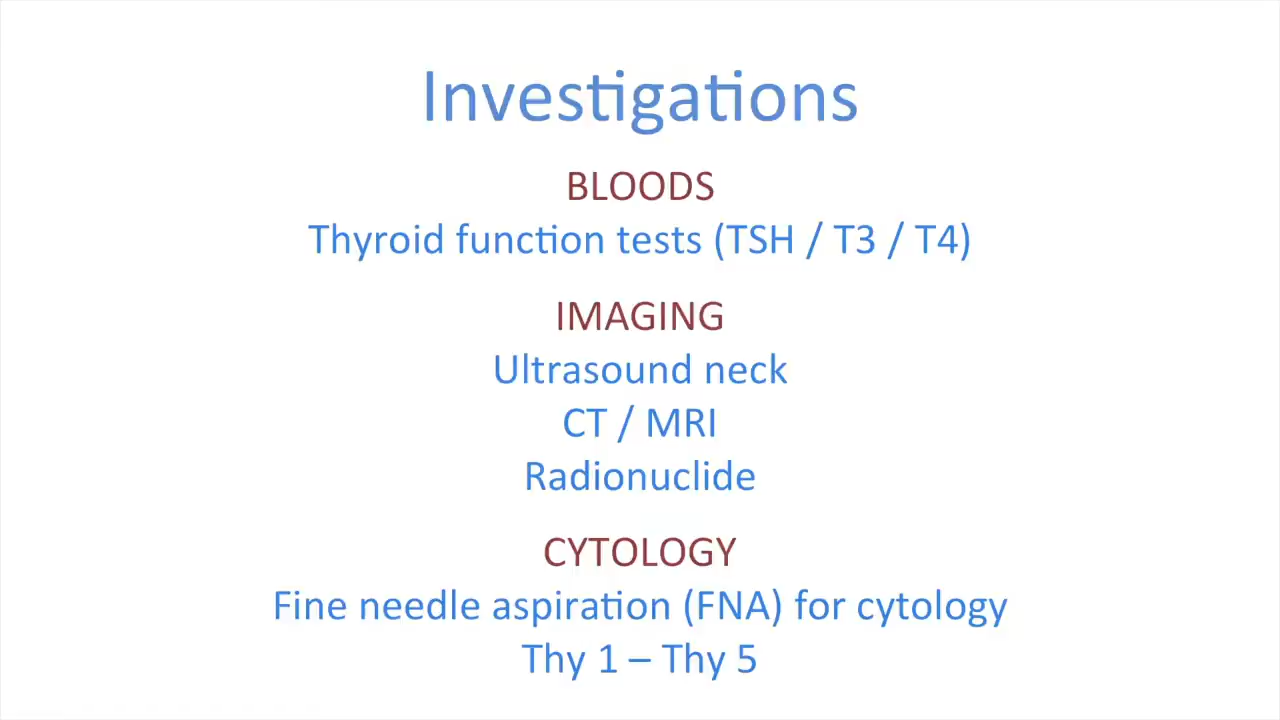 Investigations
BLOODS
Thyroid function tests (TSH / T3 / T4)
IMAGING
Ultrasound neck
CT / MRI
Radionuclide
CYTOLOGY
Fine needle aspiration (FNA) for cytology
Thy 1 – Thy 5